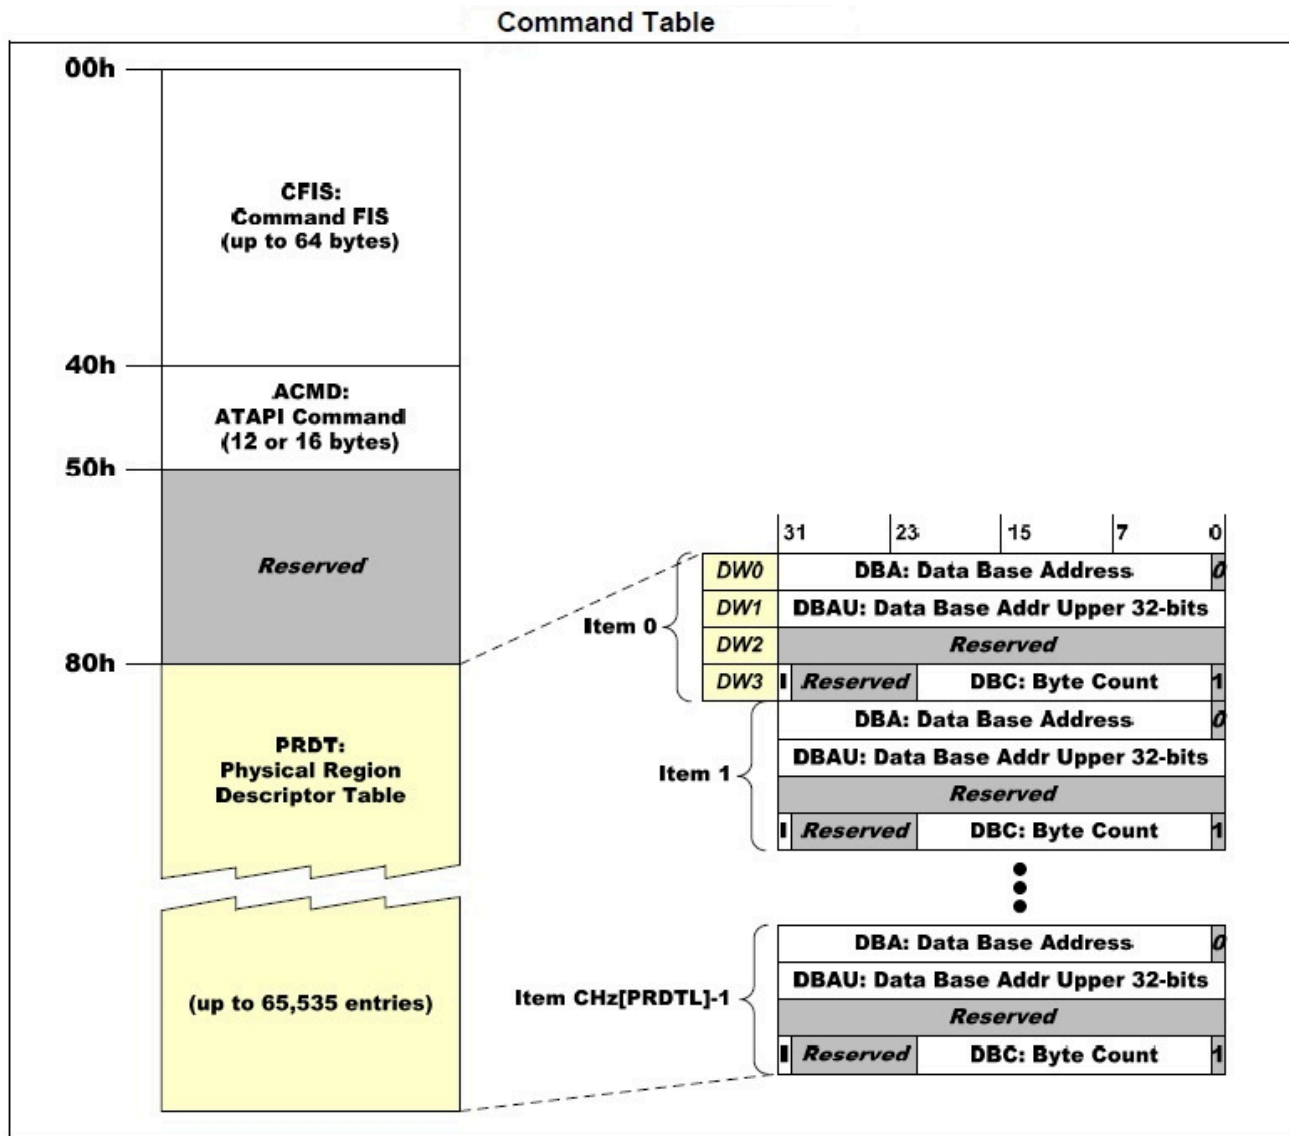 Command Table
00h
CFIS:
Command FIS
(up to 64 bytes)
40h
ACMD:
ATAPI Command
(12 or 16 bytes)
50h
Reserved
80h
PRDT:
Physical Region
Descriptor Table
(up to 65,535 entries)
31 23 15 7 0
Item 0
DW0 DBA: Data Base Address 0
DW1 DBAU: Data Base Addr Upper 32-bits
DW2 Reserved
DW3 I Reserved DBC: Byte Count 1
Item 1
DBA: Data Base Address 0
DBAU: Data Base Addr Upper 32-bits
Reserved
I Reserved DBC: Byte Count 1
Item CHz[PRDTL]-1
DBA: Data Base Address 0
DBAU: Data Base Addr Upper 32-bits
Reserved
I Reserved DBC: Byte Count 1